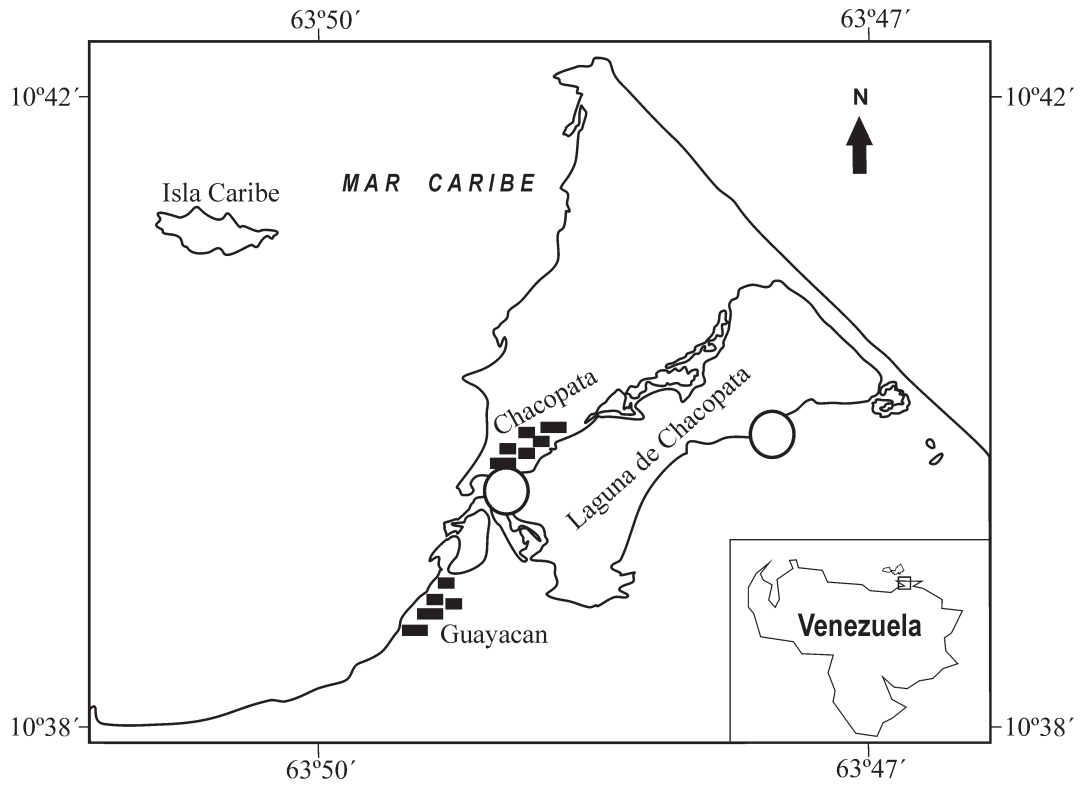 63º50´ 63º47´
10º42´ 10º42´
N
MAR CARIBE
Isla Caribe
Chacopata
Laguna de Chacopata
Venezuela
Guayacan
10º38´ 10º38´
63º50´ 63º47´